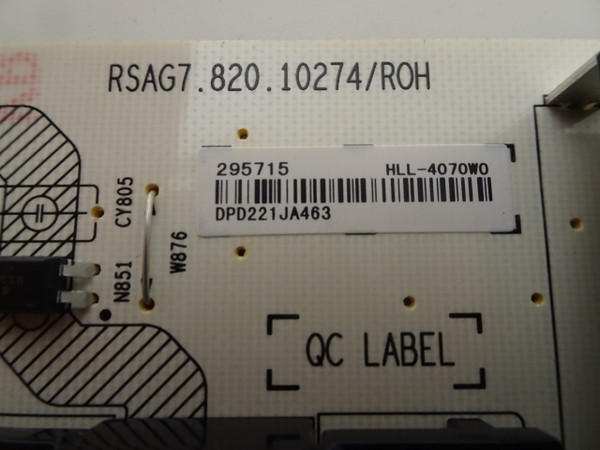 RSAG7.820.10274/ROH
295715 HLL-4070WO
DPD221JA463
CY805
W876
N851
QC LABEL